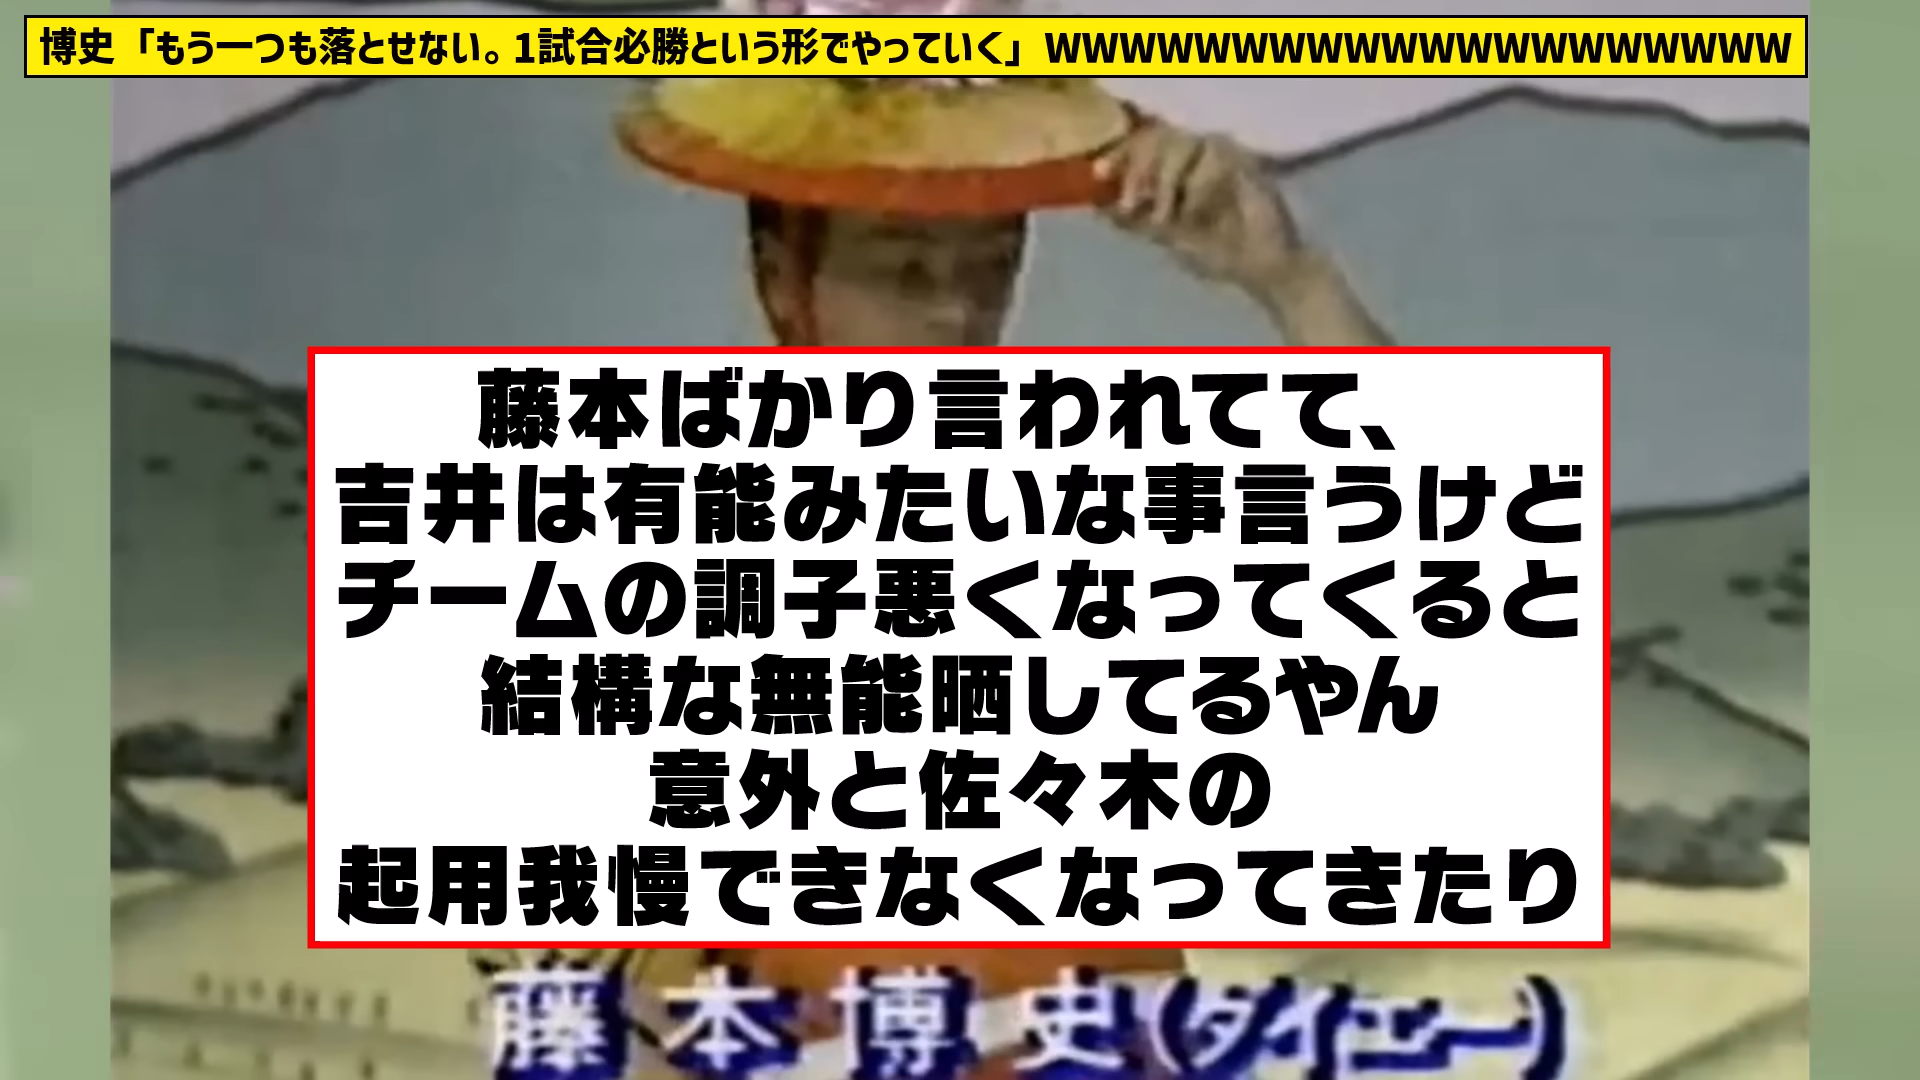 博史「もう一つも落とせない。1試合必勝という形でやっていく」WWWWWWWWWWWWWWWWWWWW
藤本ばかり言われてて、
吉井は有能みたいな事言うけど
チームの調子悪くなってくると
結構な無能晒してるやん
意外と佐々木の
起用我慢できなくなってきたり
藤本博史(ダイエー)